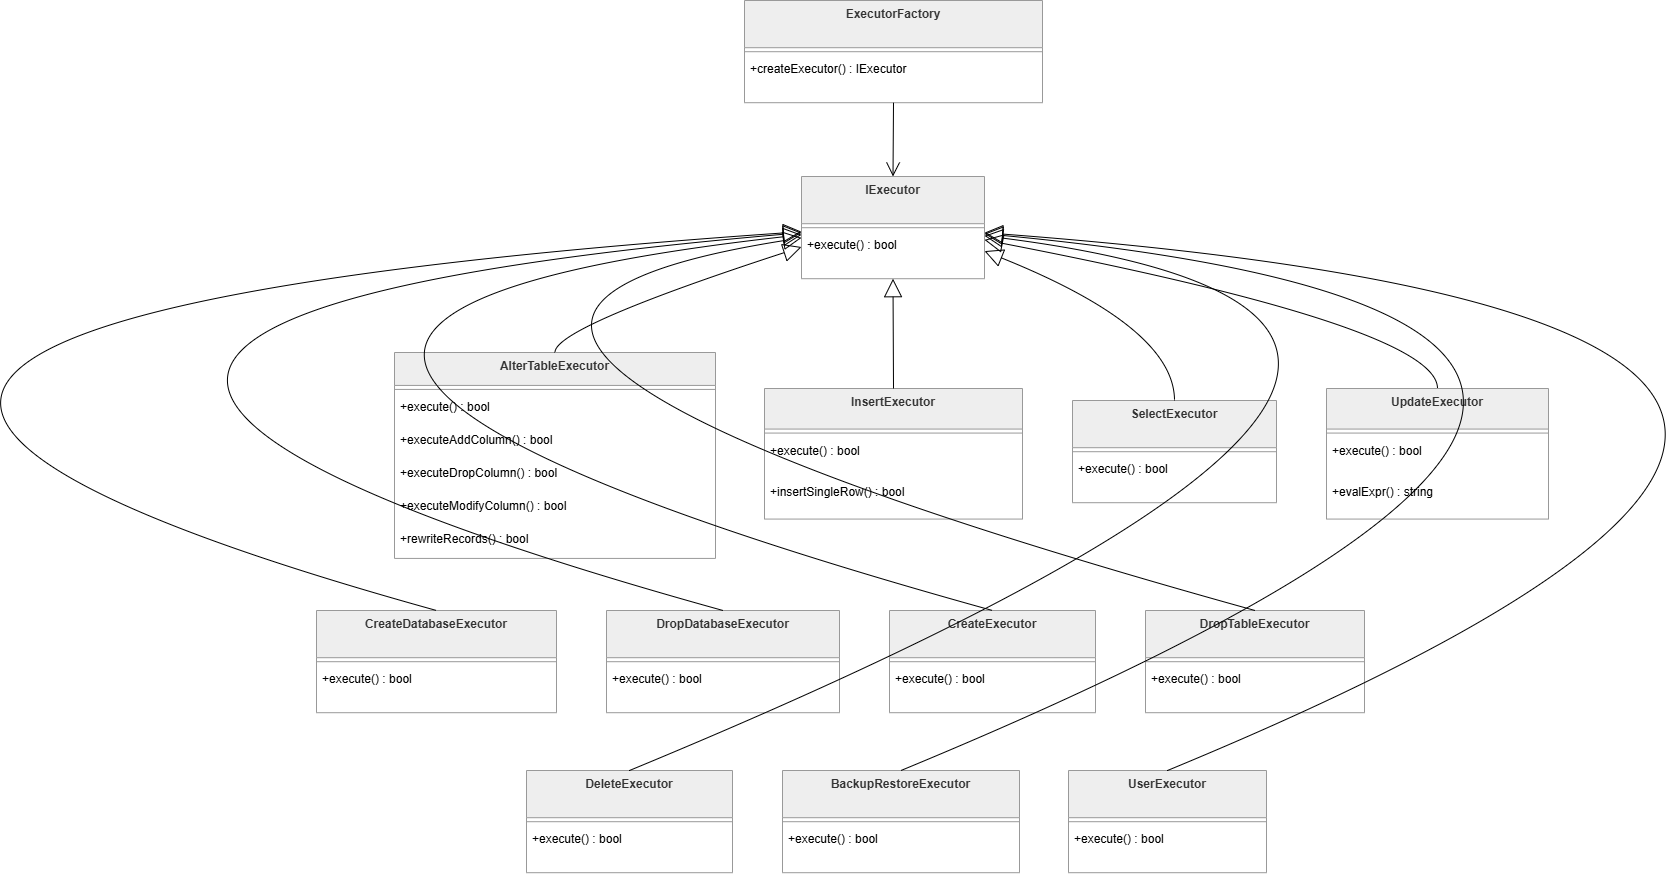 ExecutorFactory
+createExecutor() : IExecutor
IExecutor
+execute() : bool
AlterTableExecutor
+execute() : bool
+executeAddColumn() : bool
+executeDropColumn() : bool
+executeModifyColumn() : bool
+rewriteRecords() : bool
InsertExecutor
+execute() : bool
+insertSingleRow() : bool
SelectExecutor
+execute() : bool
UpdateExecutor
+execute() : bool
+evalExpr() : string
CreateDatabaseExecutor
+execute() : bool
DropDatabaseExecutor
+execute() : bool
CreateExecutor
+execute() : bool
DropTableExecutor
+execute() : bool
DeleteExecutor
+execute() : bool
BackupRestoreExecutor
+execute() : bool
UserExecutor
+execute() : bool